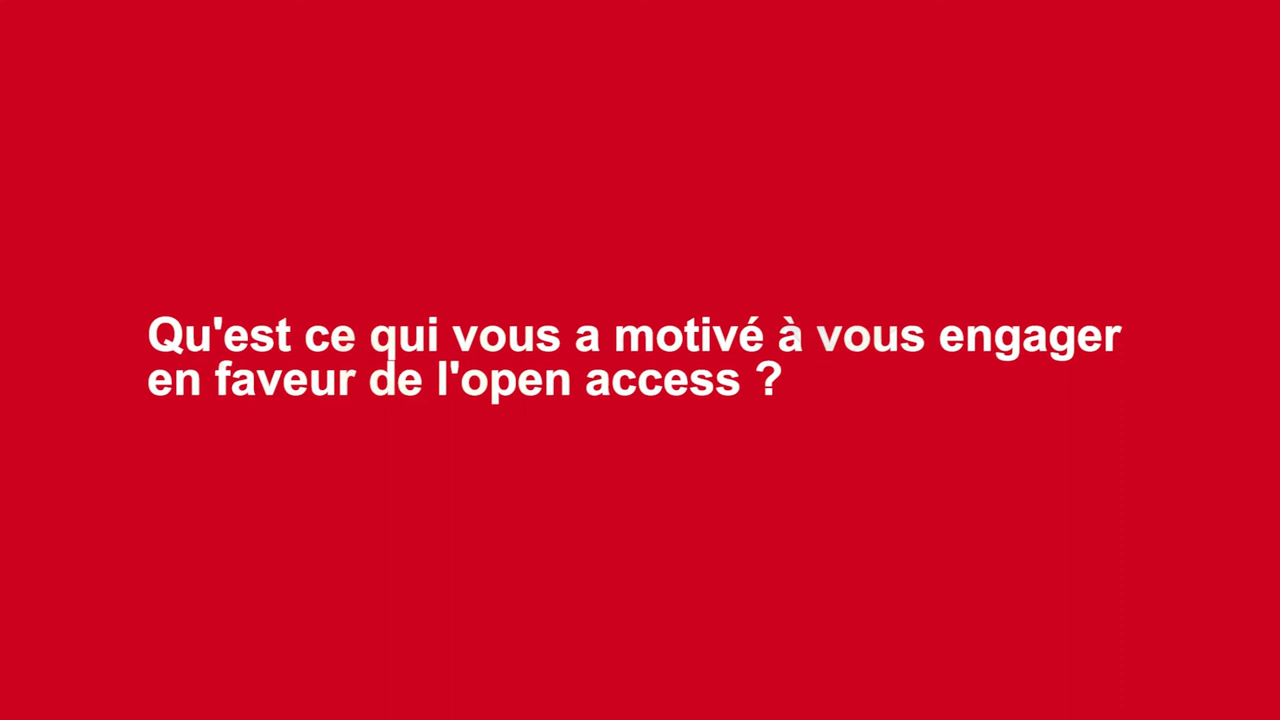 Qu'est ce qui vous a motivé à vous engager
en faveur de l'open access ?